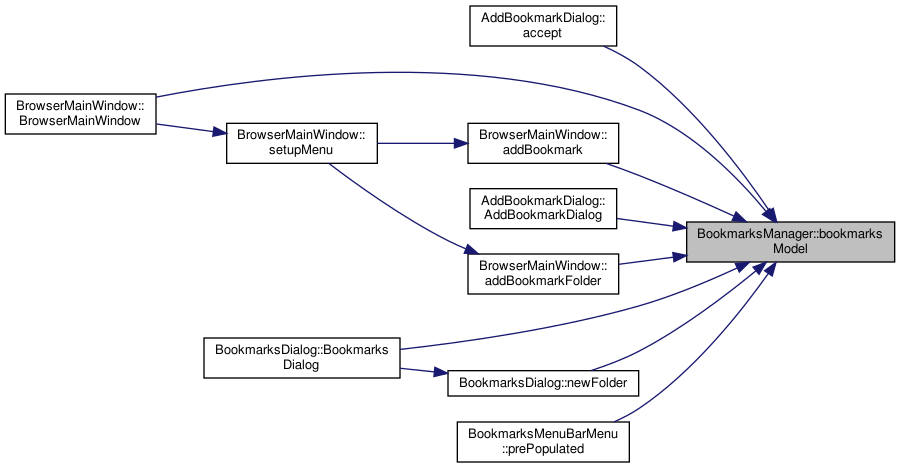 AddBookmarkDialog::
accept
BrowserMainWindow::
BrowserMainWindow
BrowserMainWindow::
setupMenu
BrowserMainWindow::
addBookmark
AddBookmarkDialog::
AddBookmarkDialog
BookmarksManager::bookmarks
Model
BrowserMainWindow::
addBookmarkFolder
BookmarksDialog::Bookmarks
Dialog
BookmarksDialog::newFolder
BookmarksMenuBarMenu
::prePopulated